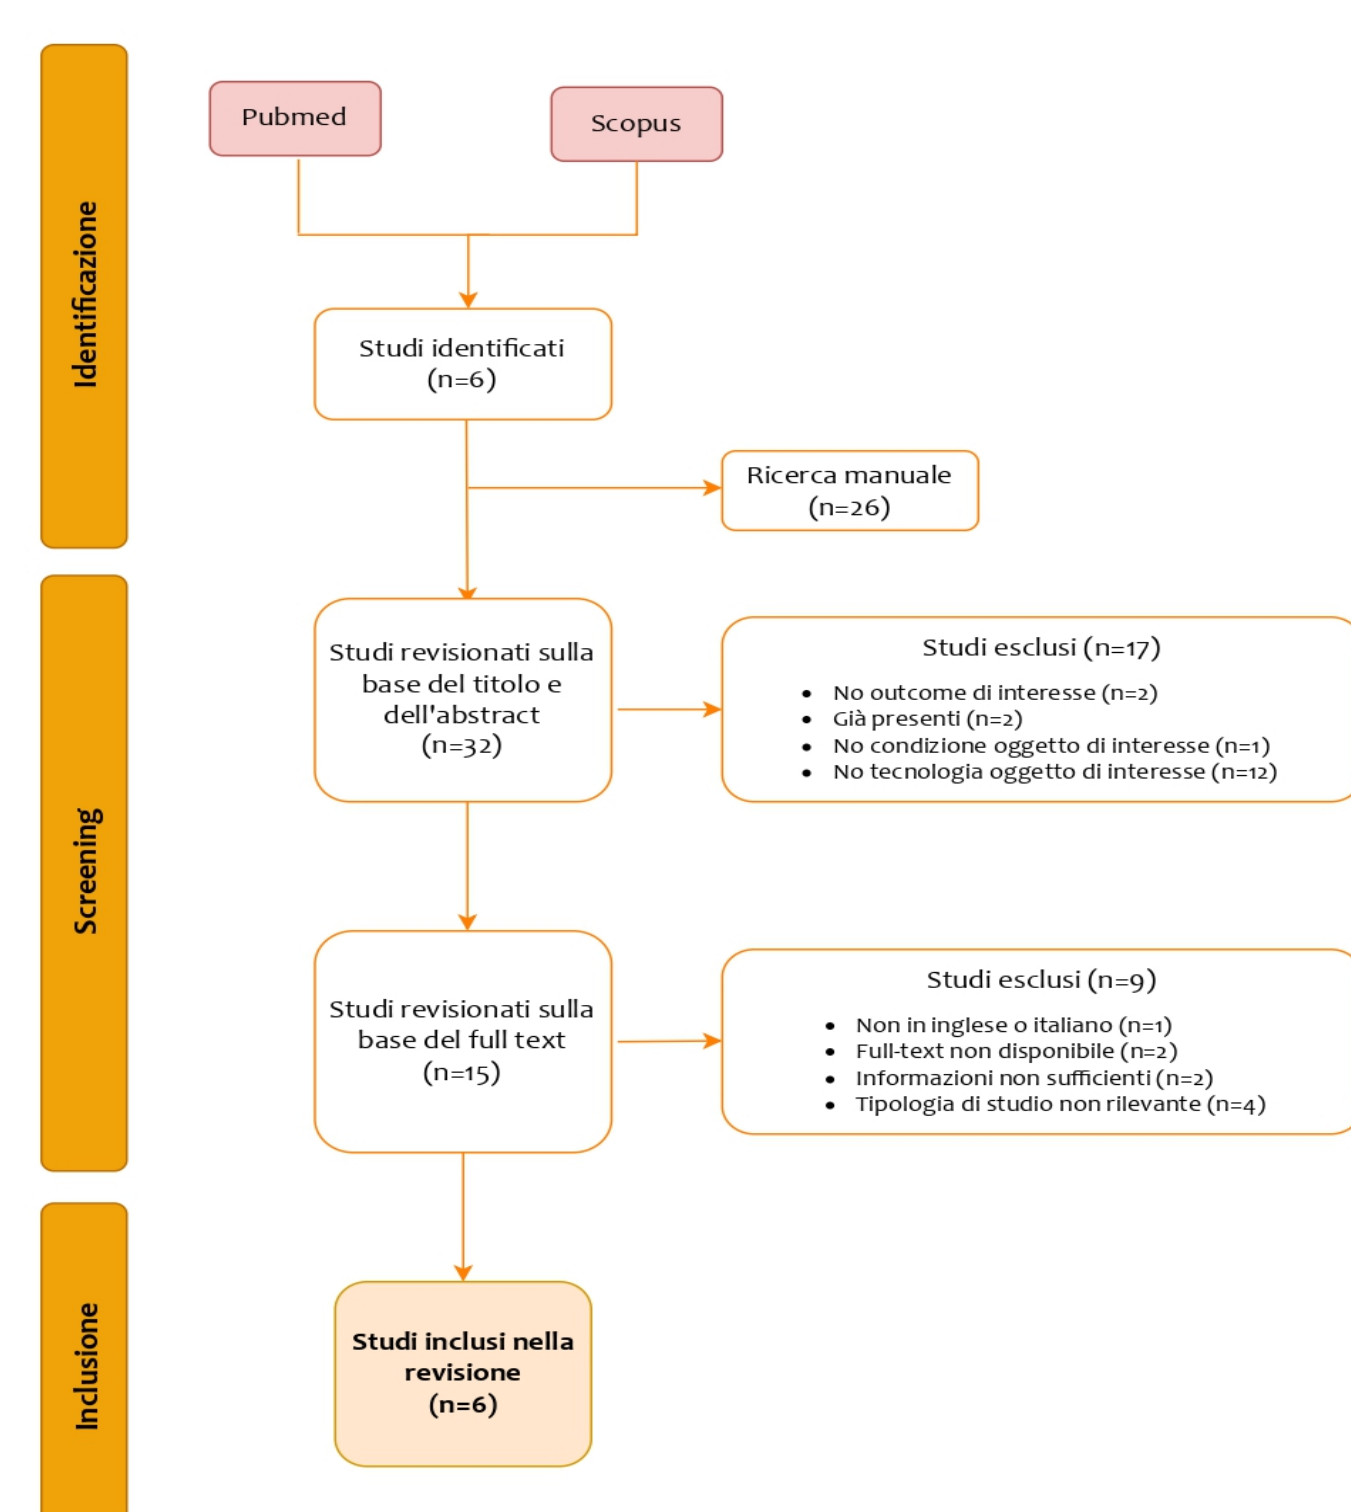 Identificazione
Pubmed
Scopus
Studi identificati
(n=6)
Ricerca manuale
(n=26)
Screening
Studi revisionati sulla
base del titolo e
dell'abstract
(n=32)
Studi esclusi (n=17)
• No outcome di interesse (n=2)
• Già presenti (n=2)
• No condizione oggetto di interesse (n=1)
• No tecnologia oggetto di interesse (n=12)
Studi revisionati sulla
base del full text
(n=15)
Studi esclusi (n=9)
• Non in inglese o italiano (n=1)
• Full-text non disponibile (n=2)
• Informazioni non sufficienti (n=2)
• Tipologia di studio non rilevante (n=4)
Inclusione
Studi inclusi nella
revisione
(n=6)